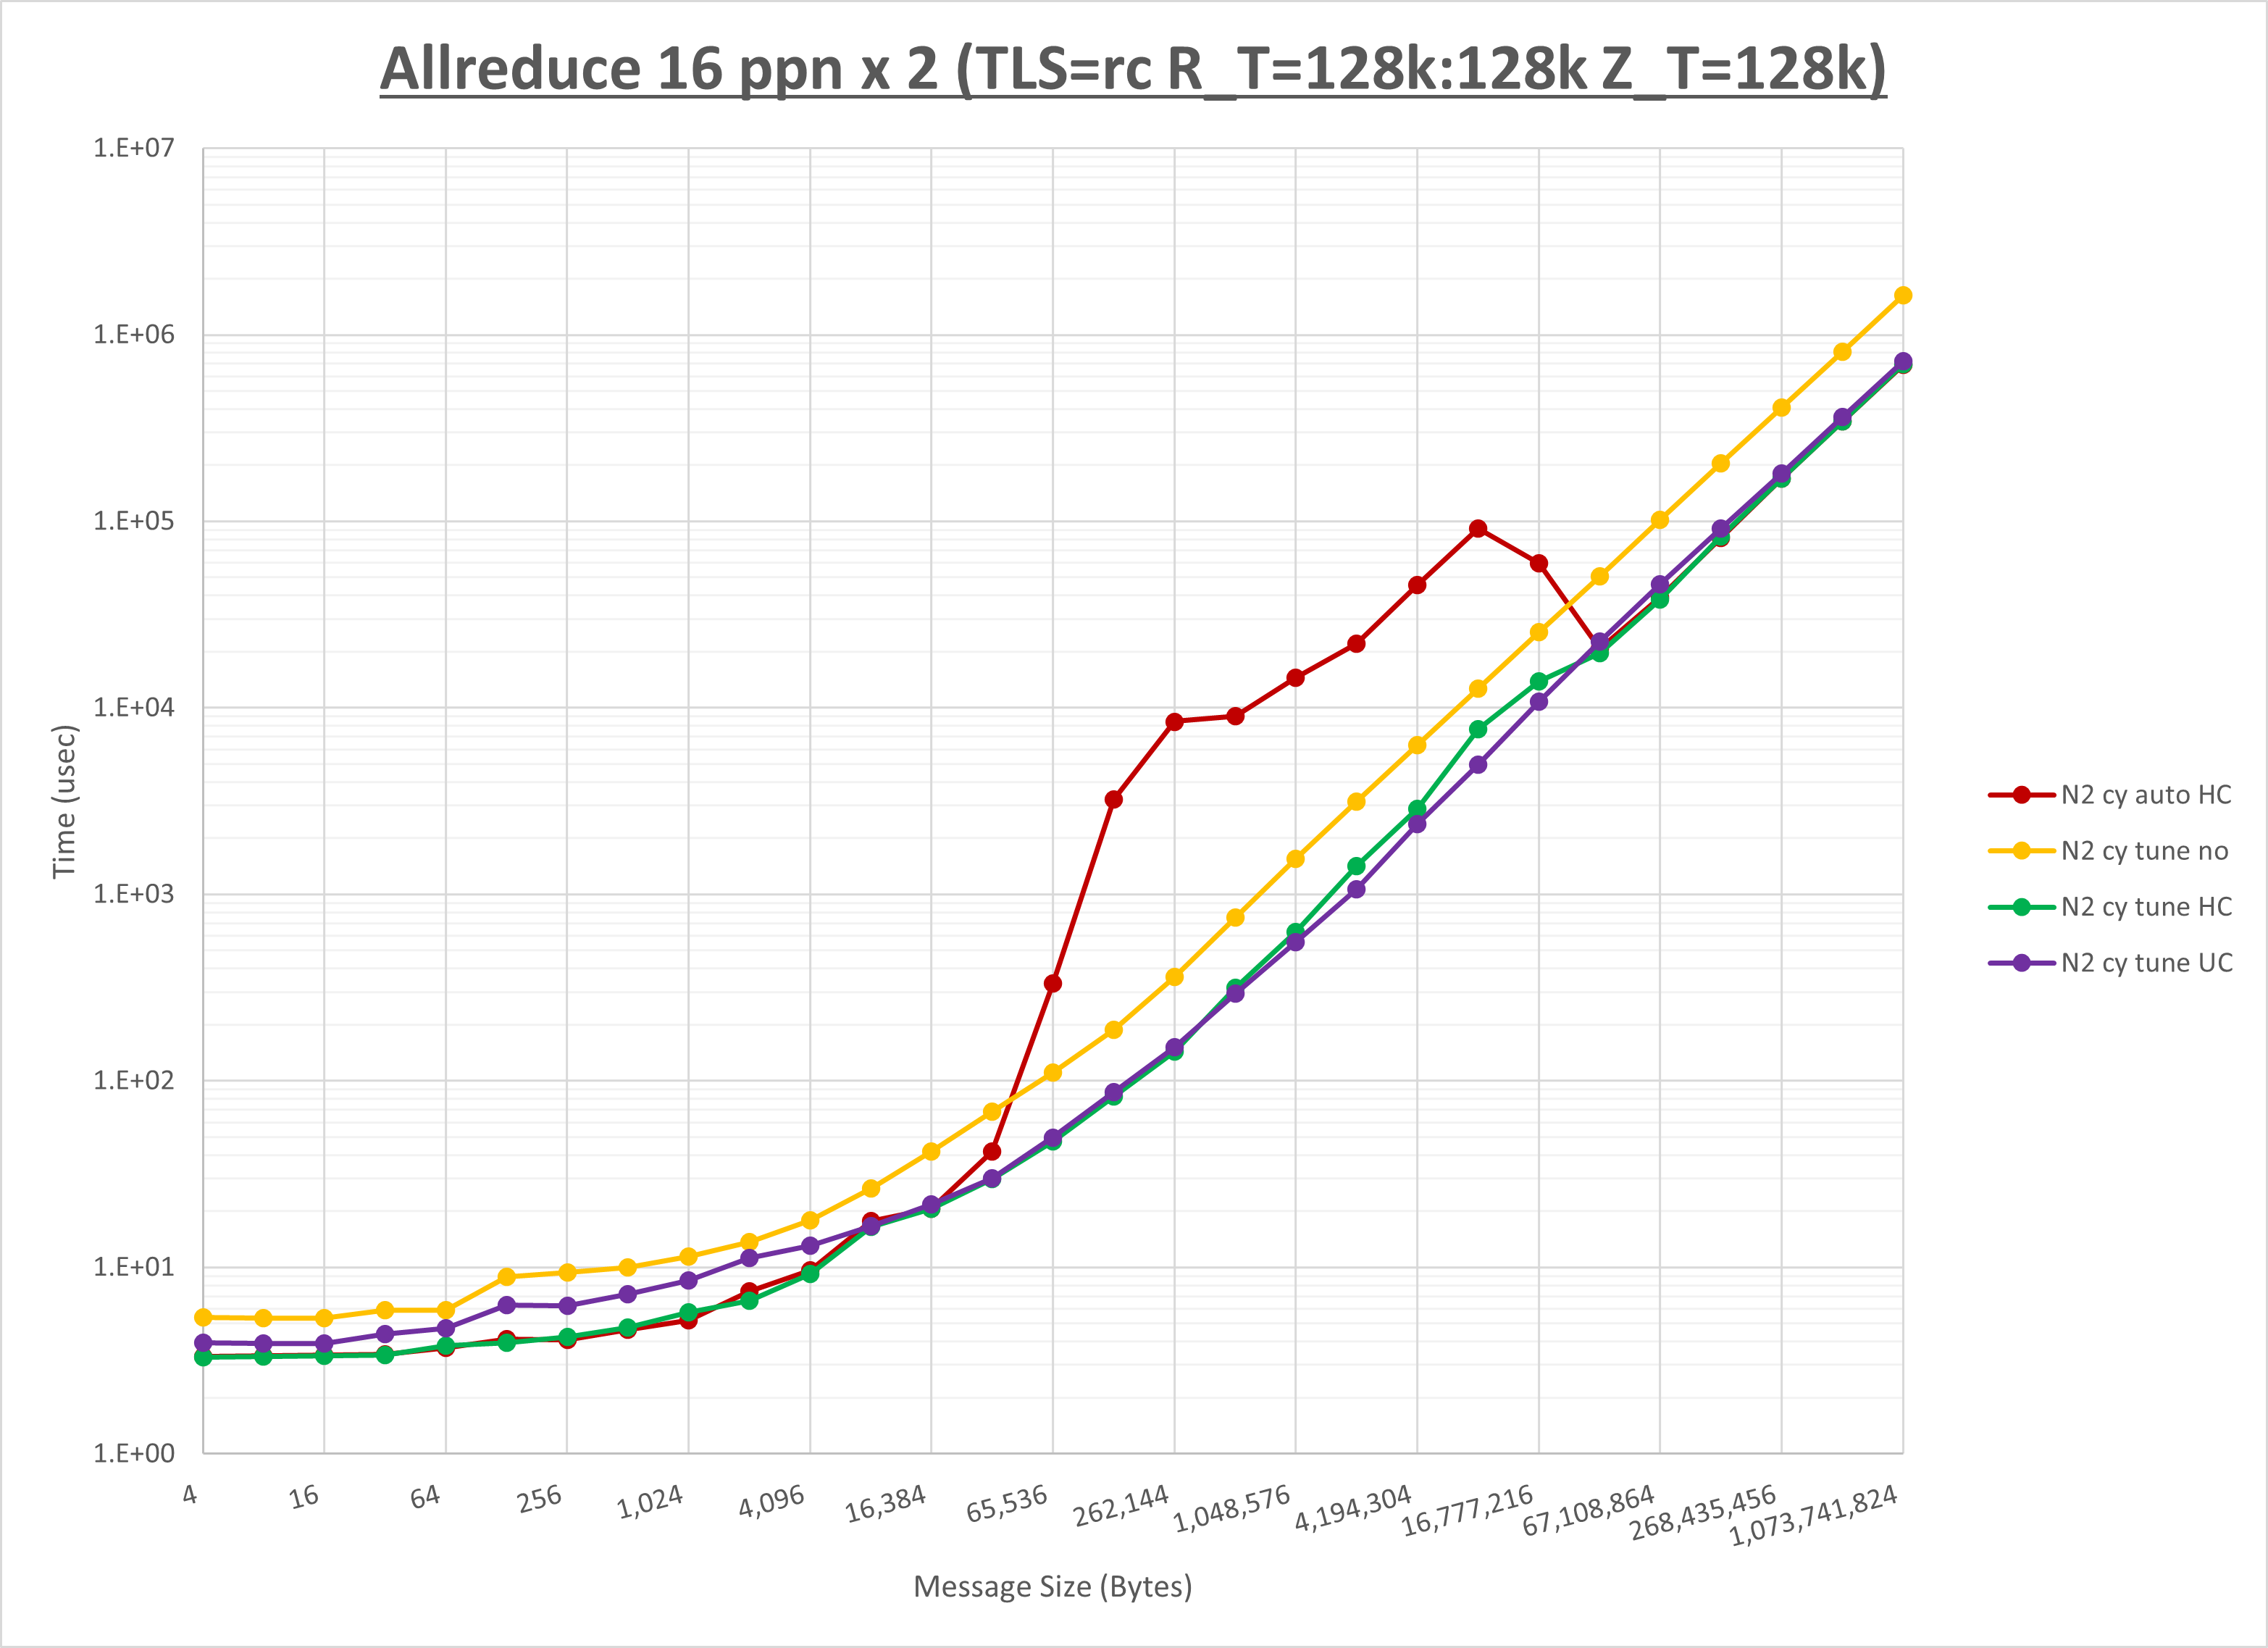 Allreduce 16 ppn x 2 (TLS=rc R_T=128k:128k Z_T=128k)
1.E+07
1.E+06
1.E+05
1.E+04
1.E+03
1.E+02
1.E+01
1.E+00
Time (usec)
4
16
64
256
1,024
4,096
16,384
65,536
262,144
1,048,576
4,194,304
16,777,216
67,108,864
268,435,456
1,073,741,824
Message Size (Bytes)
N2 cy auto HC
N2 cy tune no
N2 cy tune HC
N2 cy tune UC